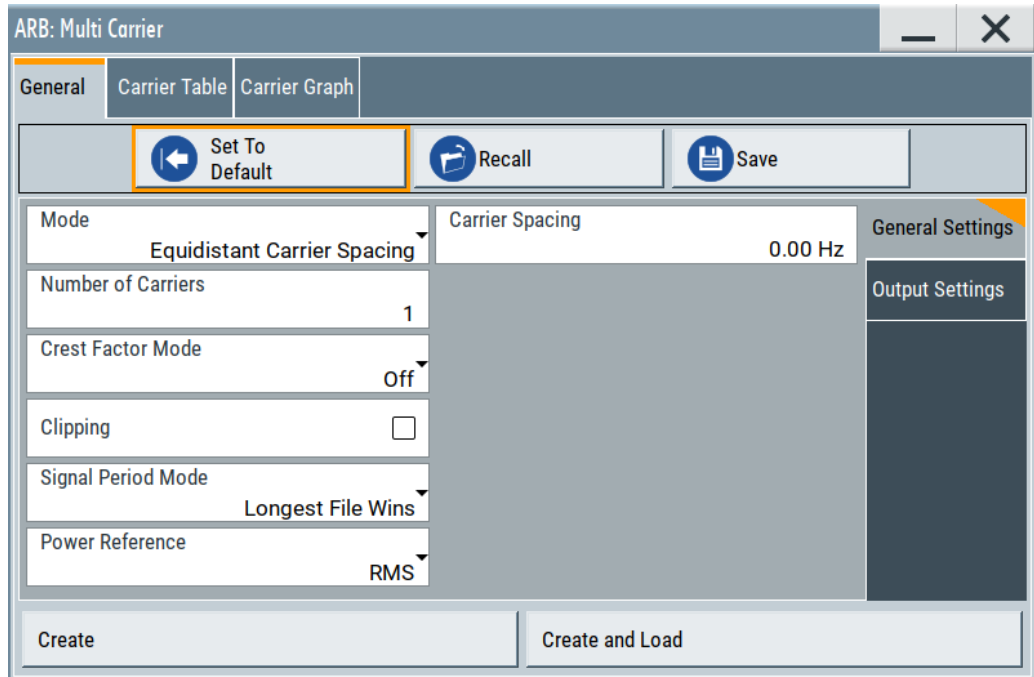 ARB: Multi Carrier
General
Carrier Table
Carrier Graph
Set To
Default
Recall
Save
Mode
Equidistant Carrier Spacing
Carrier Spacing
0.00 Hz
General Settings
Output Settings
Number of Carriers
1
Crest Factor Mode
Off
Clipping
Signal Period Mode
Longest File Wins
Power Reference
RMS
Create
Create and Load